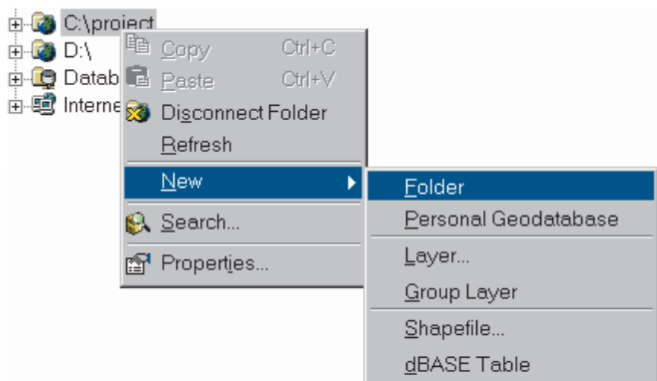 C:\project
D:\
Copy Ctrl+C
Paste Ctrl+V
Datab
Disconnect Folder
Interne
Refresh
New
Search...
Properties...
Folder
Personal Geodatabase
Layer...
Group Layer
Shapefile...
dBASE Table